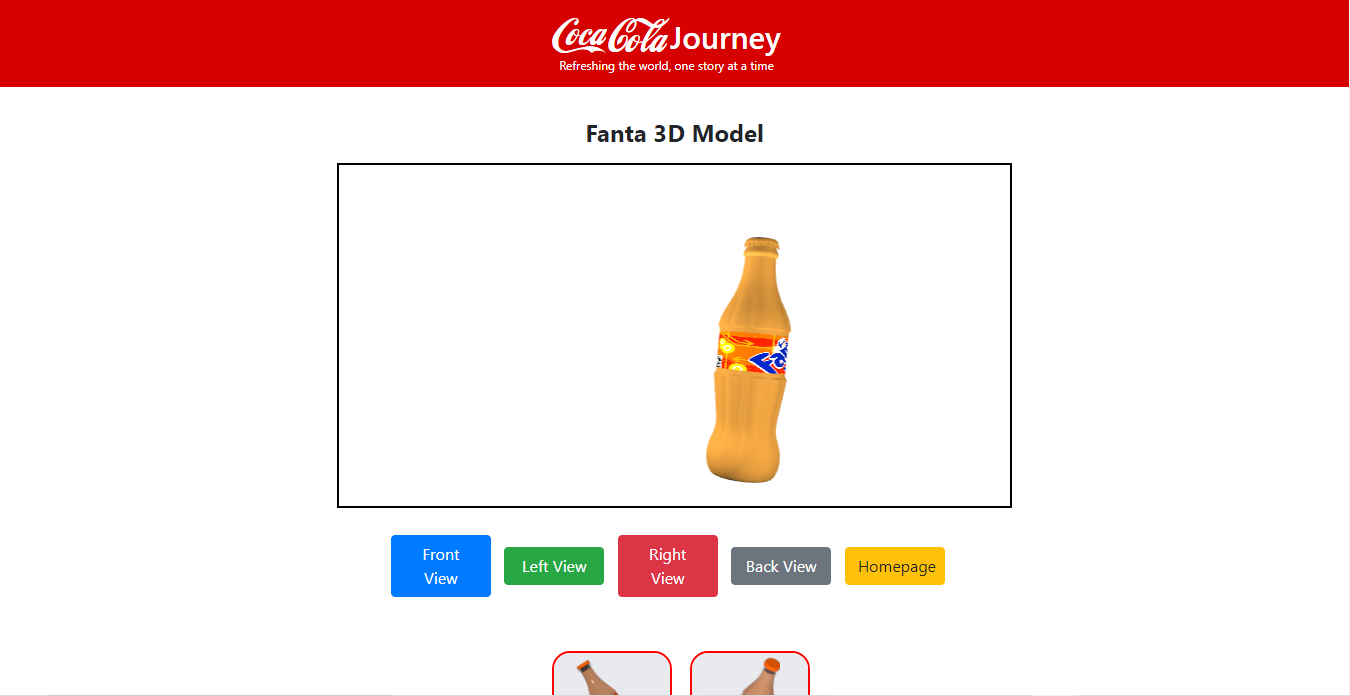 Coca-Cola Journey
Refreshing the world, one story at a time
Fanta 3D Model
Front
View
Left View
Right
View
Back View
Homepage